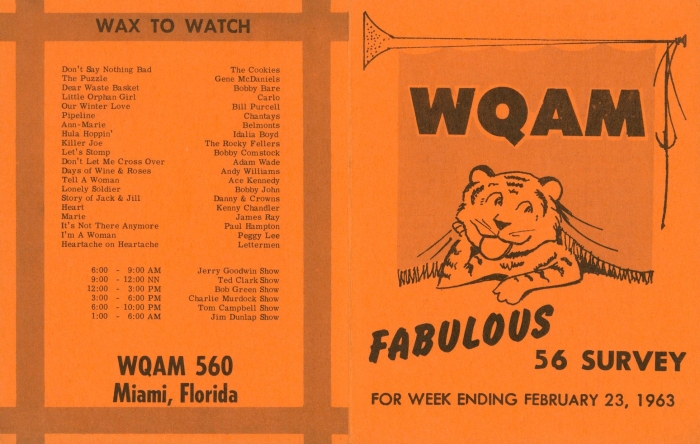 WAX TO WATCH
Don't Say Nothing Bad The Cookies
The Puzzle Gene McDaniels
Dear Waste Basket Bobby Bare
Little Orphan Girl Carlo
Our Winter Love Bill Purcell
Pipeline Chantays
Ann-Marie Belmonts
Hula Hoppin' Idalia Boyd
Killer Joe The Rocky Fellers
Let's Stomp Bobby Comstock
Don't Let Me Cross Over Adam Wade
Days of Wine & Roses Andy Williams
Tell A Woman Ace Kennedy
Lonely Soldier Bobby John
Story of Jack & Jill Danny & Crowns
Heart Kenny Chandler
Marie James Ray
It's Not There Anymore Paul Hampton
I'm A Woman Peggy Lee
Heartache on Heartache Lettermen
6:00 - 9:00 AM Jerry Goodwin Show
9:00 - 12:00 NN Ted Clark Show
12:00 - 3:00 PM Bob Green Show
3:00 - 6:00 PM Charlie Murdock Show
6:00 - 10:00 PM Tom Campbell Show
1:00 - 6:00 AM Jim Dunlap Show
WQAM 560
Miami, Florida
WQAM
FABULOUS
56 SURVEY
FOR WEEK ENDING FEBRUARY 23, 1963